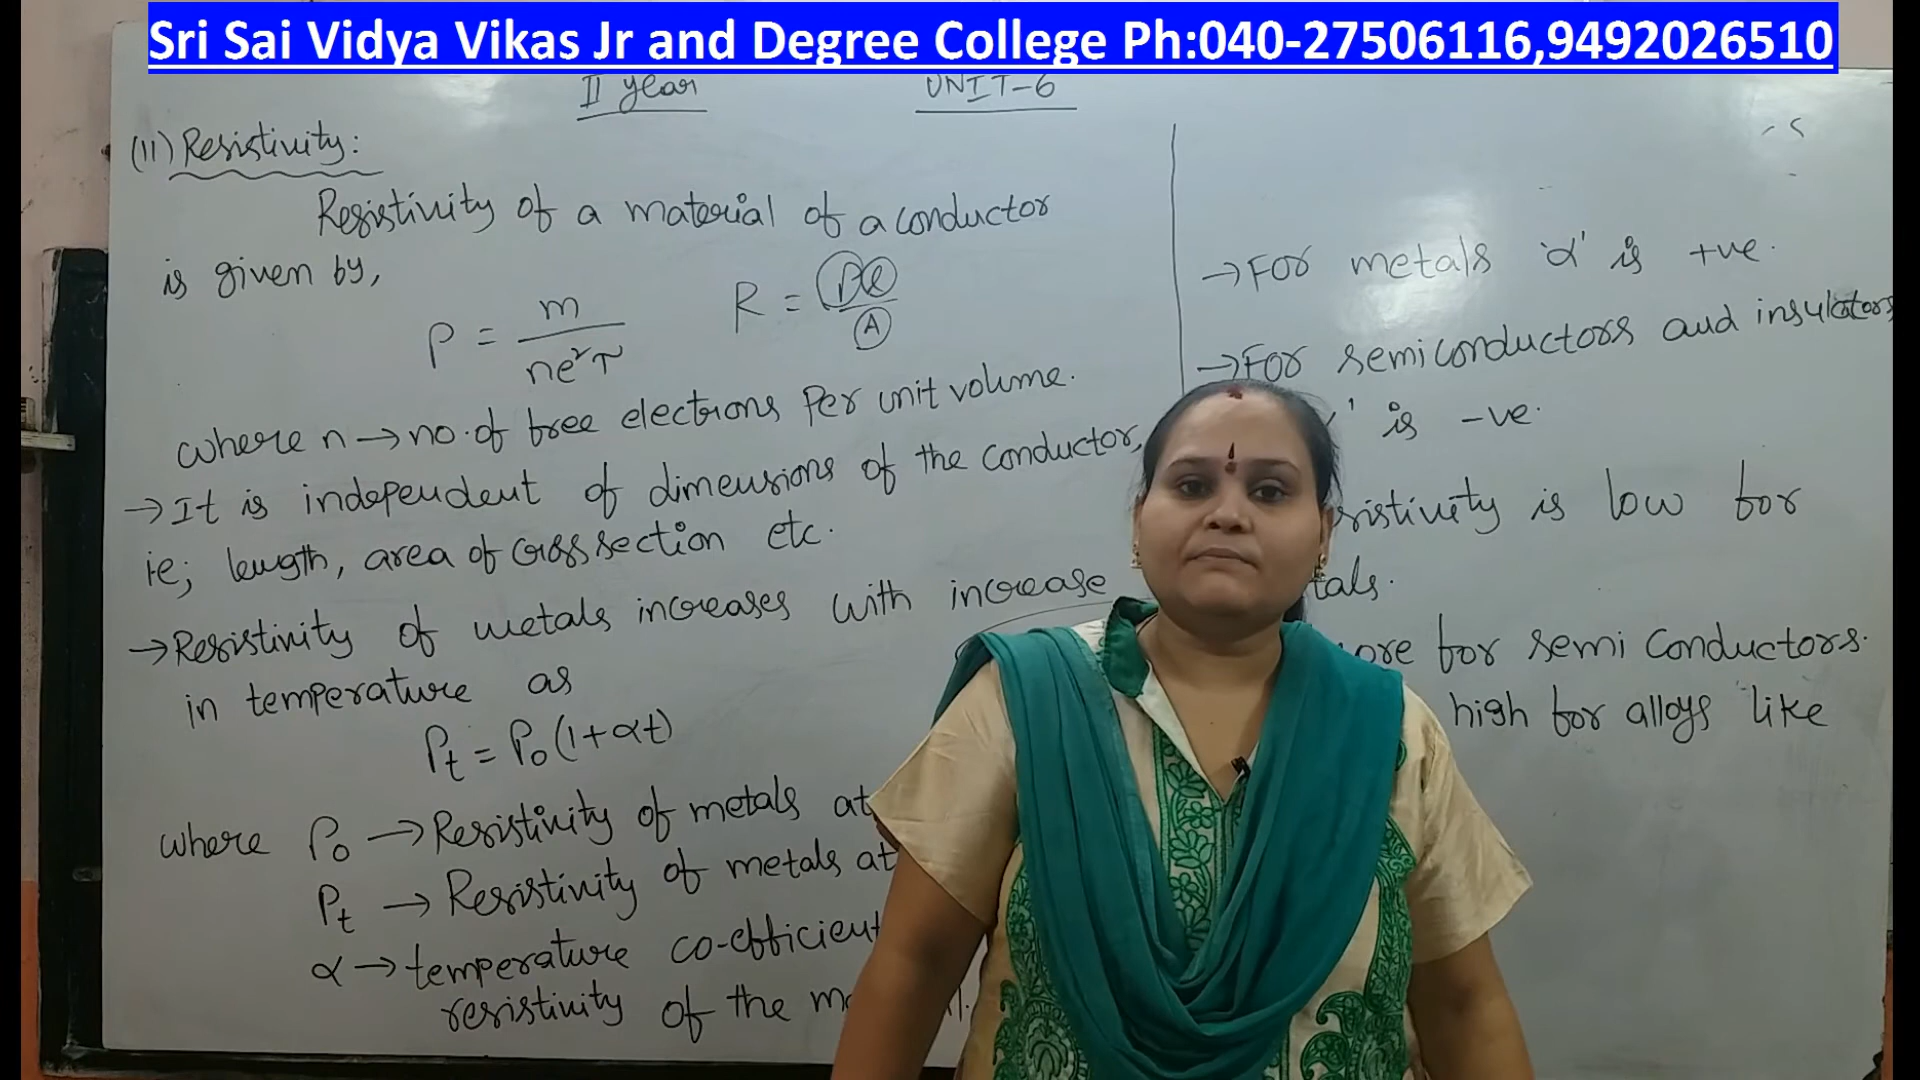 Sri Sai Vidya Vikas Jr and Degree College Ph:040-27506116,9492026510
II year UNIT-6
(11) Resistivity:
Resistivity of a material of a conductor
is given by,
ρ = m / ne²τ R = ρl / A
where n → no. of free electrons per unit volume.
→ It is independent of dimensions of the conductor,
i.e; length, area of cross section etc.
→ Resistivity of metals increases with increase
in temperature as
ρt = ρ0 (1+αt)
where ρ0 → Resistivity of metals at
ρt → Resistivity of metals at
α → temperature co-efficient
resistivity of the
→ For metals 'α' is +ve.
→ For semiconductors and insulators
' is -ve.
is low for
for semi conductors.
high for alloys like